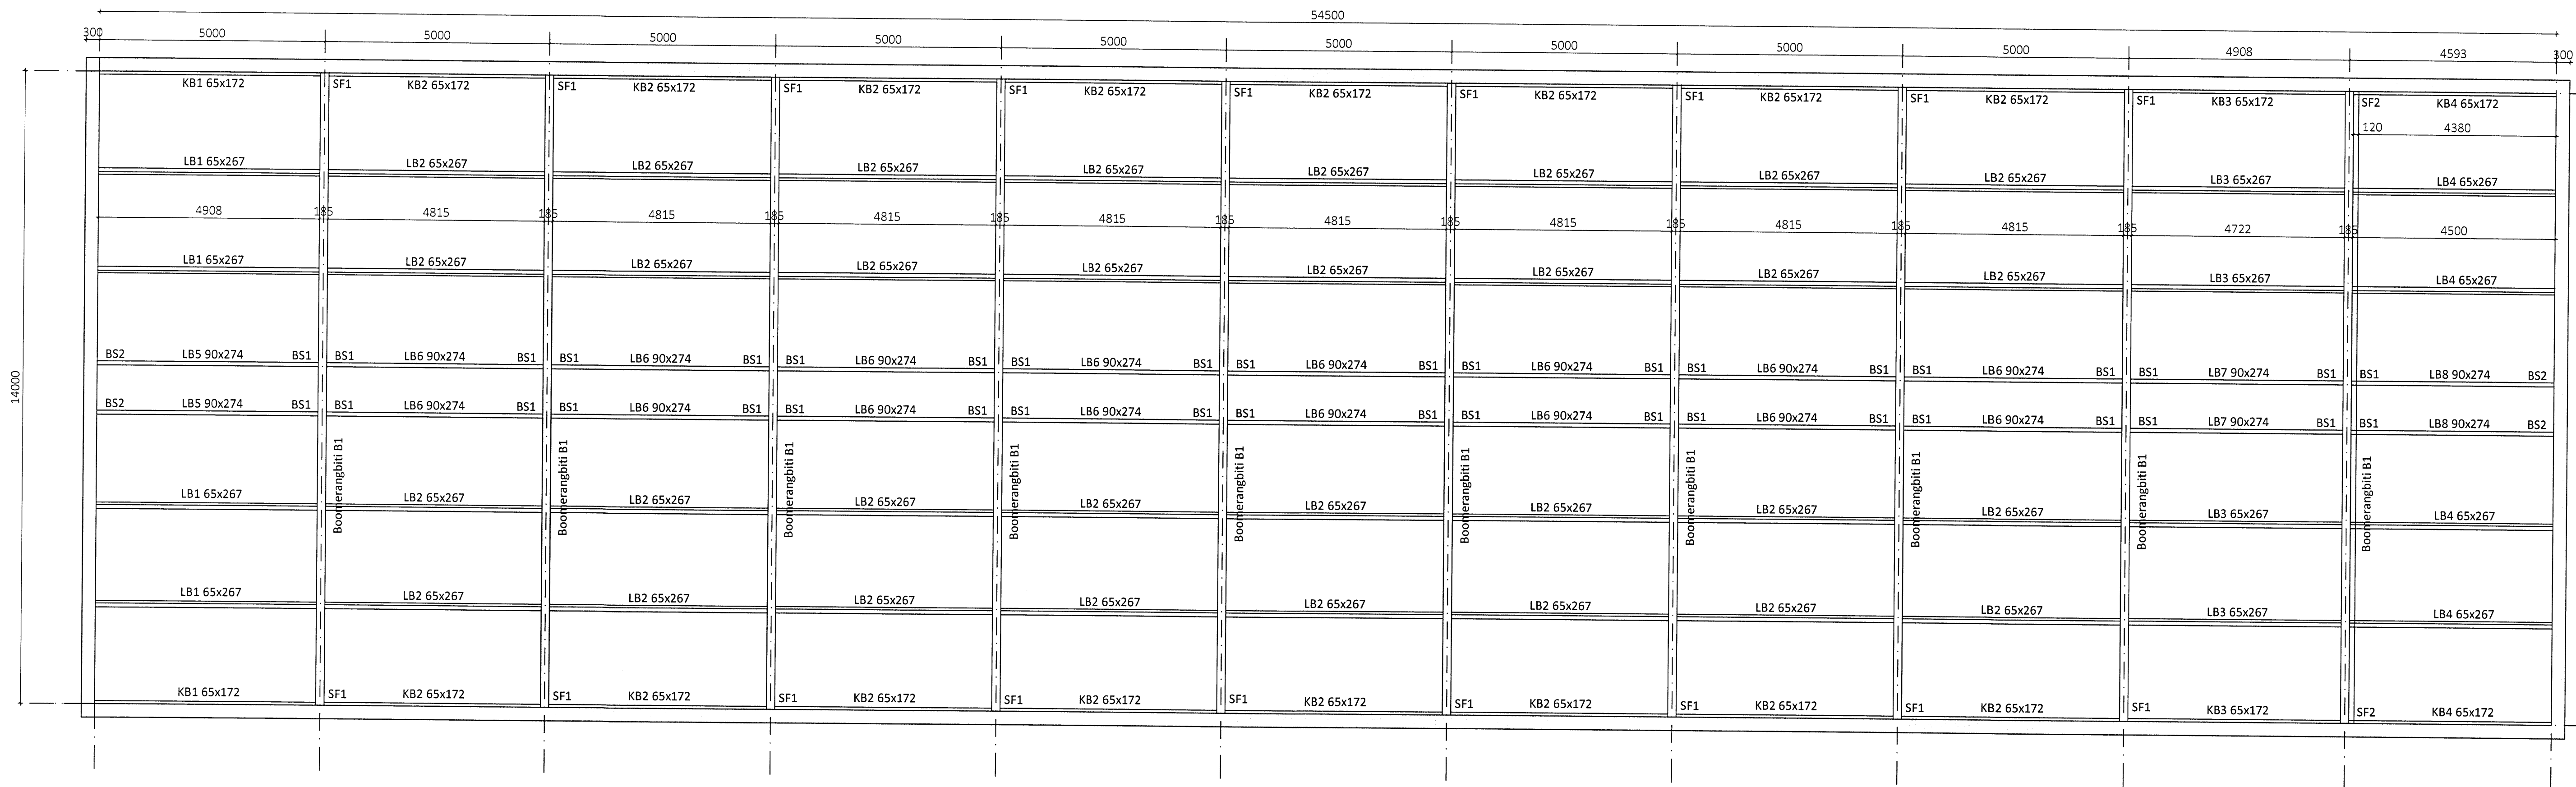 54500
300 5000 5000 5000 5000 5000 5000 5000 5000 5000 4908 4593 300
KB1 65x172 SF1 KB2 65x172 SF1 KB2 65x172 SF1 KB2 65x172 SF1 KB2 65x172 SF1 KB2 65x172 SF1 KB2 65x172 SF1 KB2 65x172 SF1 KB2 65x172 SF1 KB3 65x172 SF2 KB4 65x172
120 4380
LB1 65x267 LB2 65x267 LB2 65x267 LB2 65x267 LB2 65x267 LB2 65x267 LB2 65x267 LB2 65x267 LB2 65x267 LB3 65x267 LB4 65x267
4908 185 4815 185 4815 185 4815 185 4815 185 4815 185 4815 185 4815 185 4815 185 4722 185 4500
LB1 65x267 LB2 65x267 LB2 65x267 LB2 65x267 LB2 65x267 LB2 65x267 LB2 65x267 LB2 65x267 LB2 65x267 LB3 65x267 LB4 65x267
BS2 LB5 90x274 BS1 BS1 LB6 90x274 BS1 BS1 LB6 90x274 BS1 BS1 LB6 90x274 BS1 BS1 LB6 90x274 BS1 BS1 LB6 90x274 BS1 BS1 LB6 90x274 BS1 BS1 LB6 90x274 BS1 BS1 LB6 90x274 BS1 BS1 LB7 90x274 BS1 BS1 LB8 90x274 BS2
14000
BS2 LB5 90x274 BS1 BS1 LB6 90x274 BS1 BS1 LB6 90x274 BS1 BS1 LB6 90x274 BS1 BS1 LB6 90x274 BS1 BS1 LB6 90x274 BS1 BS1 LB6 90x274 BS1 BS1 LB6 90x274 BS1 BS1 LB6 90x274 BS1 BS1 LB7 90x274 BS1 BS1 LB8 90x274 BS2
Boomerangbiti B1
Boomerangbiti B1
Boomerangbiti B1
Boomerangbiti B1
Boomerangbiti B1
Boomerangbiti B1
Boomerangbiti B1
Boomerangbiti B1
Boomerangbiti B1
Boomerangbiti B1
LB1 65x267 LB2 65x267 LB2 65x267 LB2 65x267 LB2 65x267 LB2 65x267 LB2 65x267 LB2 65x267 LB2 65x267 LB3 65x267 LB4 65x267
LB1 65x267 LB2 65x267 LB2 65x267 LB2 65x267 LB2 65x267 LB2 65x267 LB2 65x267 LB2 65x267 LB2 65x267 LB3 65x267 LB4 65x267
KB1 65x172 SF1 KB2 65x172 SF1 KB2 65x172 SF1 KB2 65x172 SF1 KB2 65x172 SF1 KB2 65x172 SF1 KB2 65x172 SF1 KB2 65x172 SF1 KB2 65x172 SF1 KB3 65x172 SF2 KB4 65x172